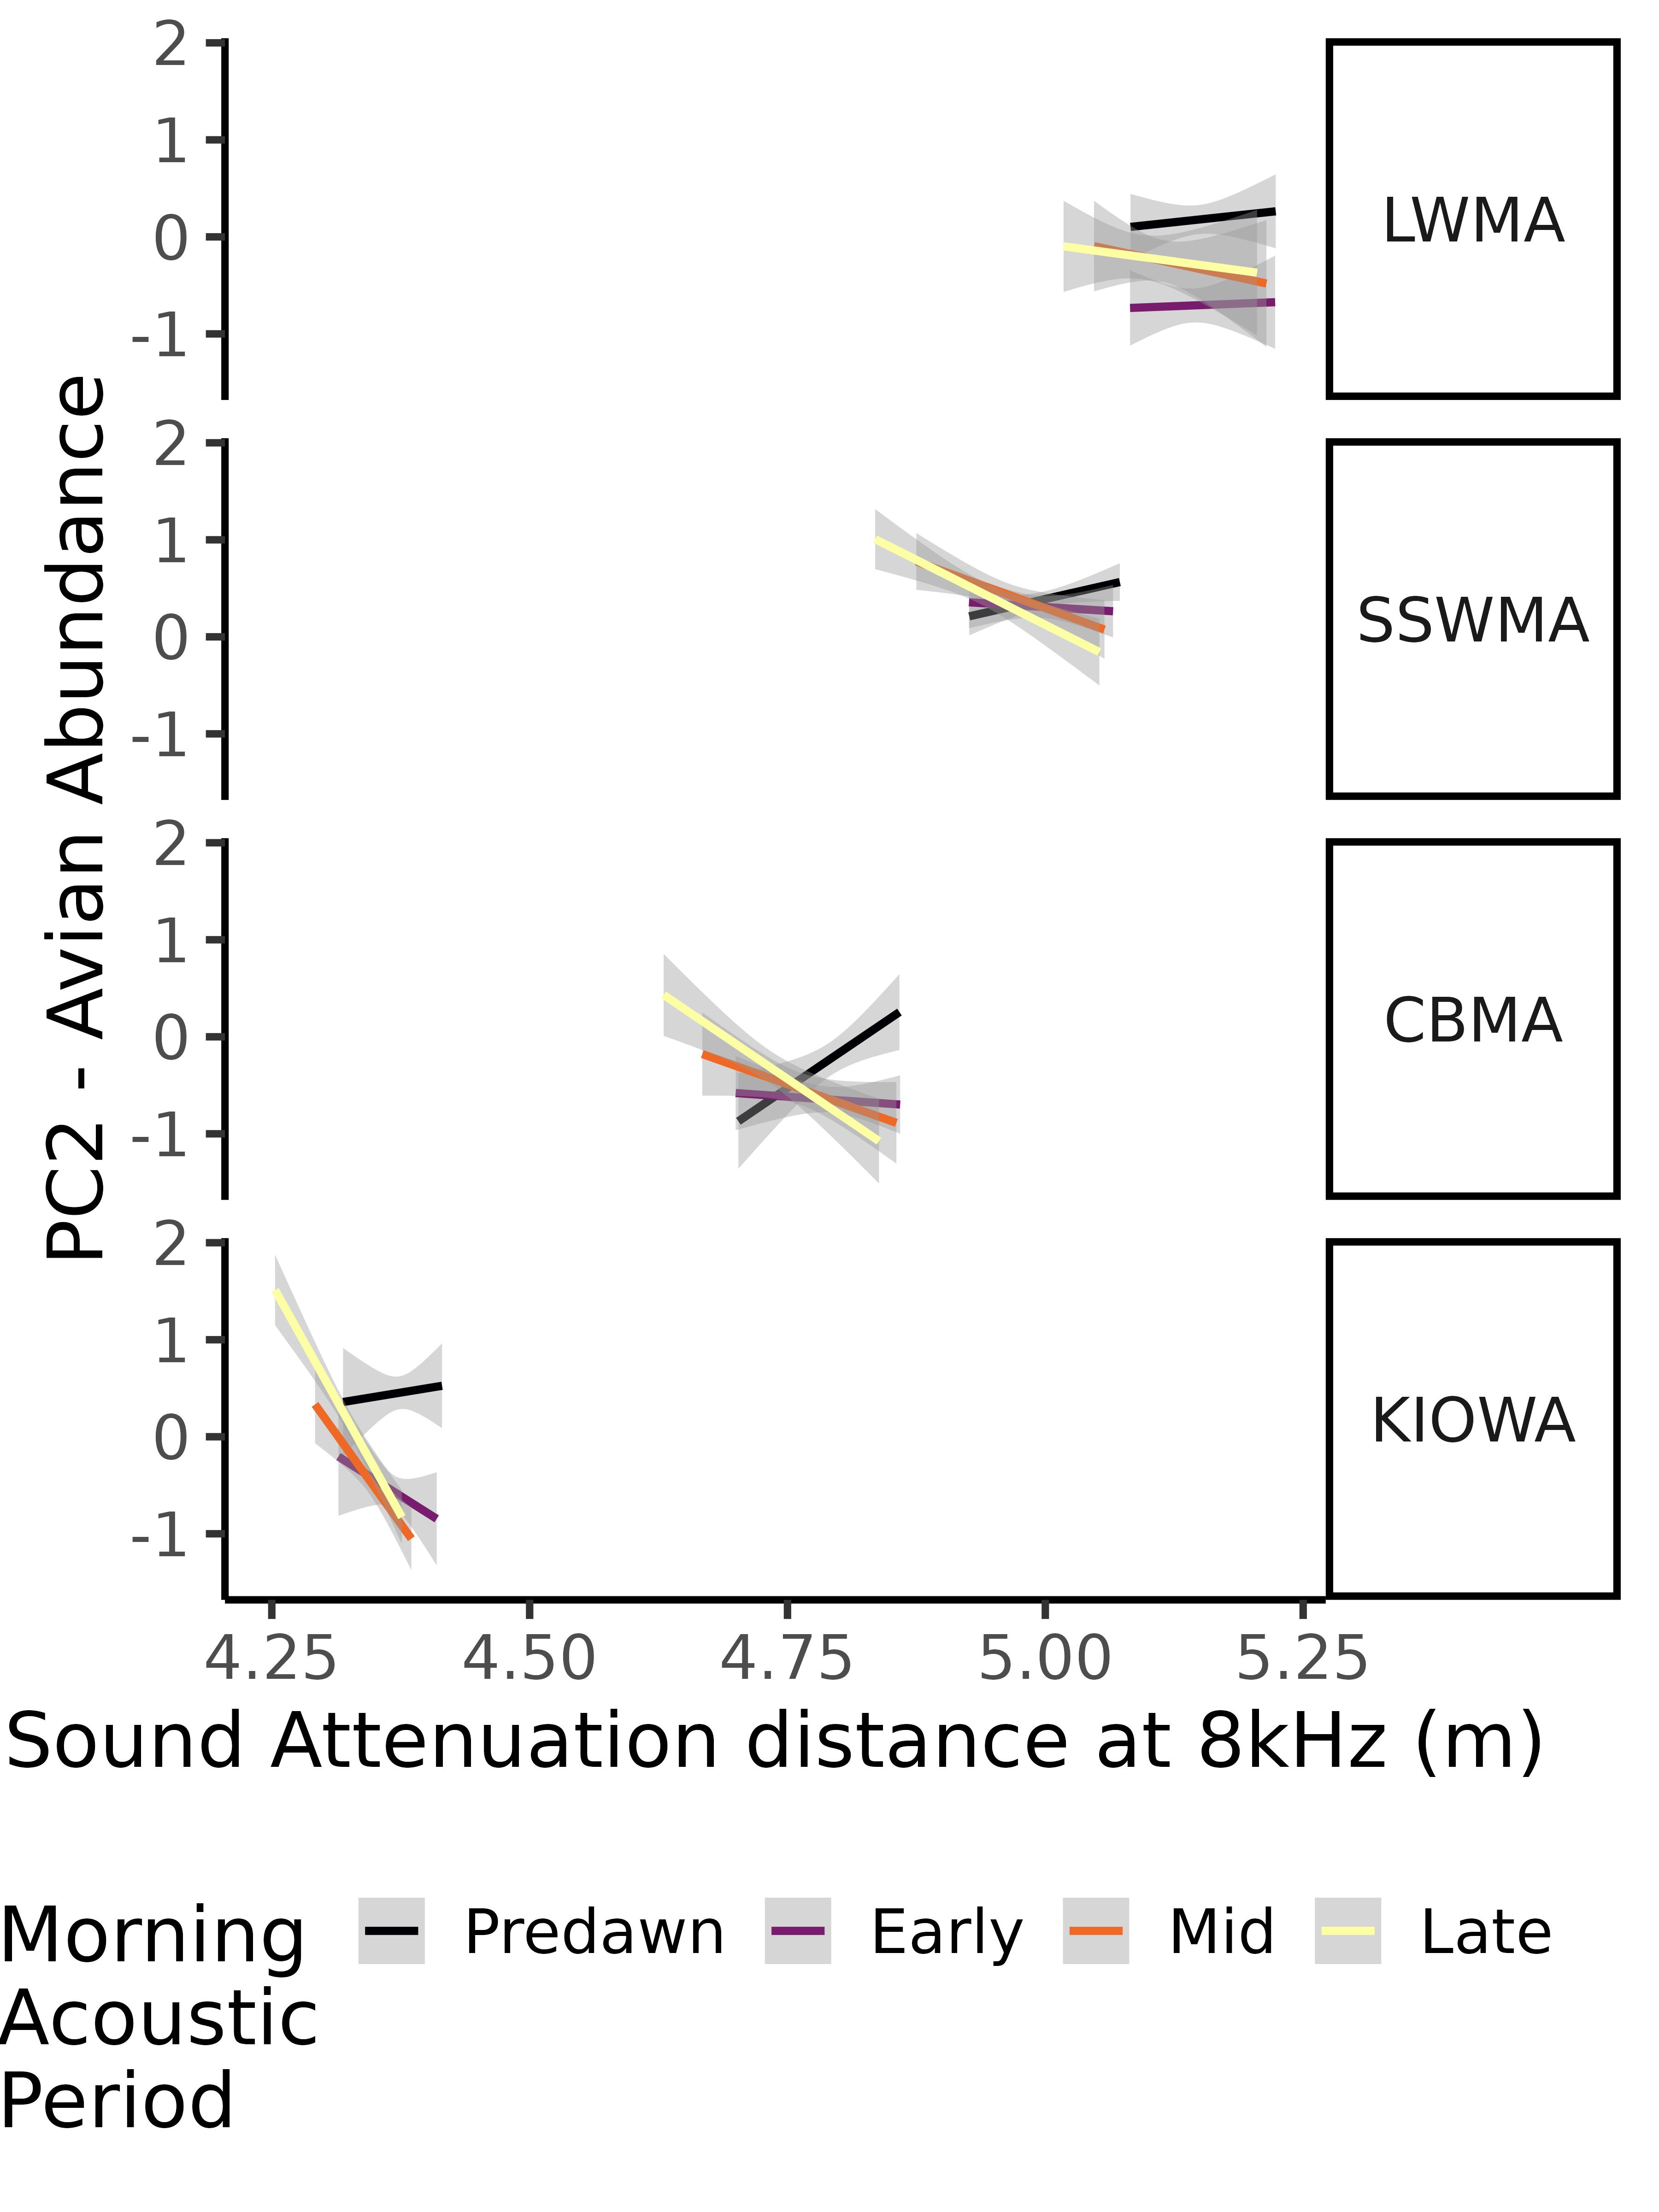 PC2 - Avian Abundance
2
1
0
-1
LWMA
2
1
0
-1
SSWMA
2
1
0
-1
CBMA
2
1
0
-1
KIOWA
4.25 4.50 4.75 5.00 5.25
Sound Attenuation distance at 8kHz (m)
Morning
Acoustic
Period
Predawn Early Mid Late